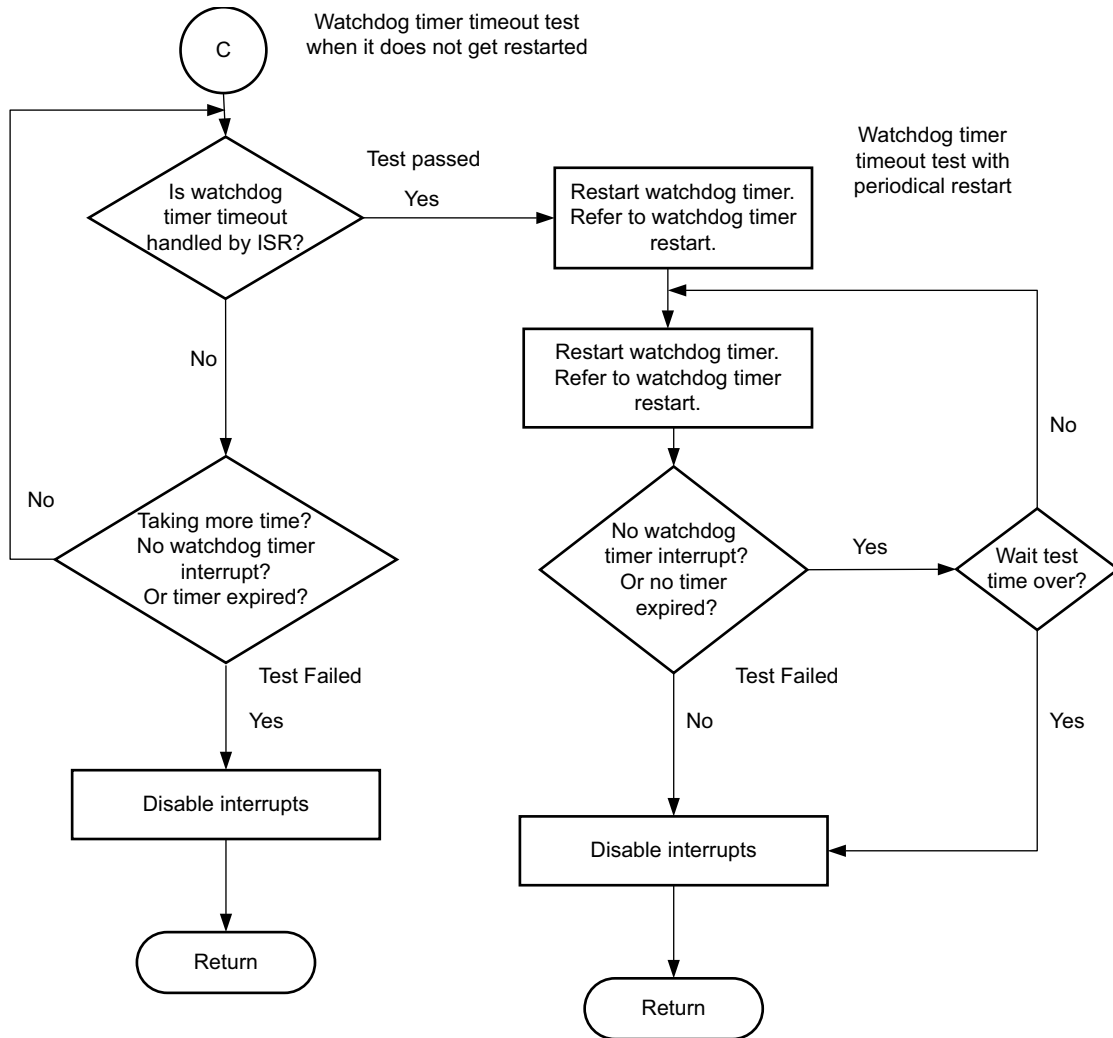 C
Watchdog timer timeout test
when it does not get restarted
Is watchdog
timer timeout
handled by ISR?
Test passed
Yes
Watchdog timer
timeout test with
periodical restart
Restart watchdog timer.
Refer to watchdog timer
restart.
No
Restart watchdog timer.
Refer to watchdog timer
restart.
No
No
Taking more time?
No watchdog timer
interrupt?
Or timer expired?
No watchdog
timer interrupt?
Or no timer
expired?
Yes
Wait test
time over?
Test Failed
Yes
Test Failed
No
Yes
Disable interrupts
Disable interrupts
Return
Return